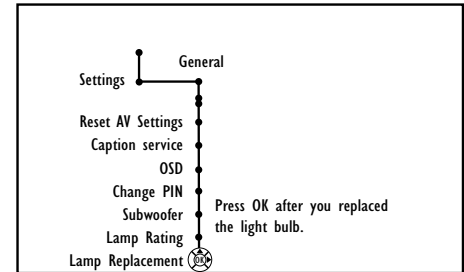 General
Settings
Reset AV Settings
Caption service
OSD
Change PIN
Press OK after you replaced
Subwoofer
the light bulb.
Lamp Rating
Lamp Replacement OK